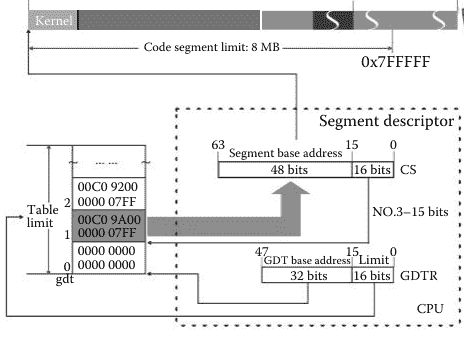 Kernel
Code segment limit: 8 MB
0x7FFFFF
Segment descriptor
63 15 0
Segment base address
48 bits 16 bits CS
NO.3–15 bits
... ...
00C0 9200
2 0000 07FF
Table limit
00C0 9A00
1 0000 07FF
0000 0000
0 0000 0000
gdt
47 15 0
GDT base address Limit
32 bits 16 bits GDTR
CPU